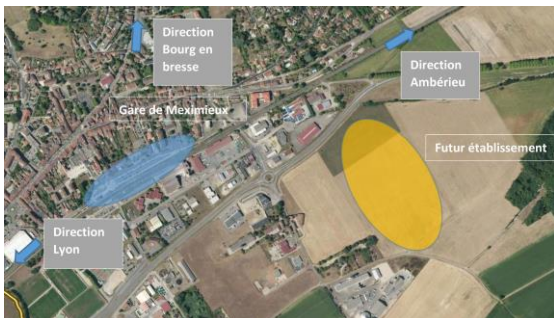 Direction
Bourg en
bresse
Direction
Ambérieu
Gare de Meximieux
Futur établissement
Direction
Lyon